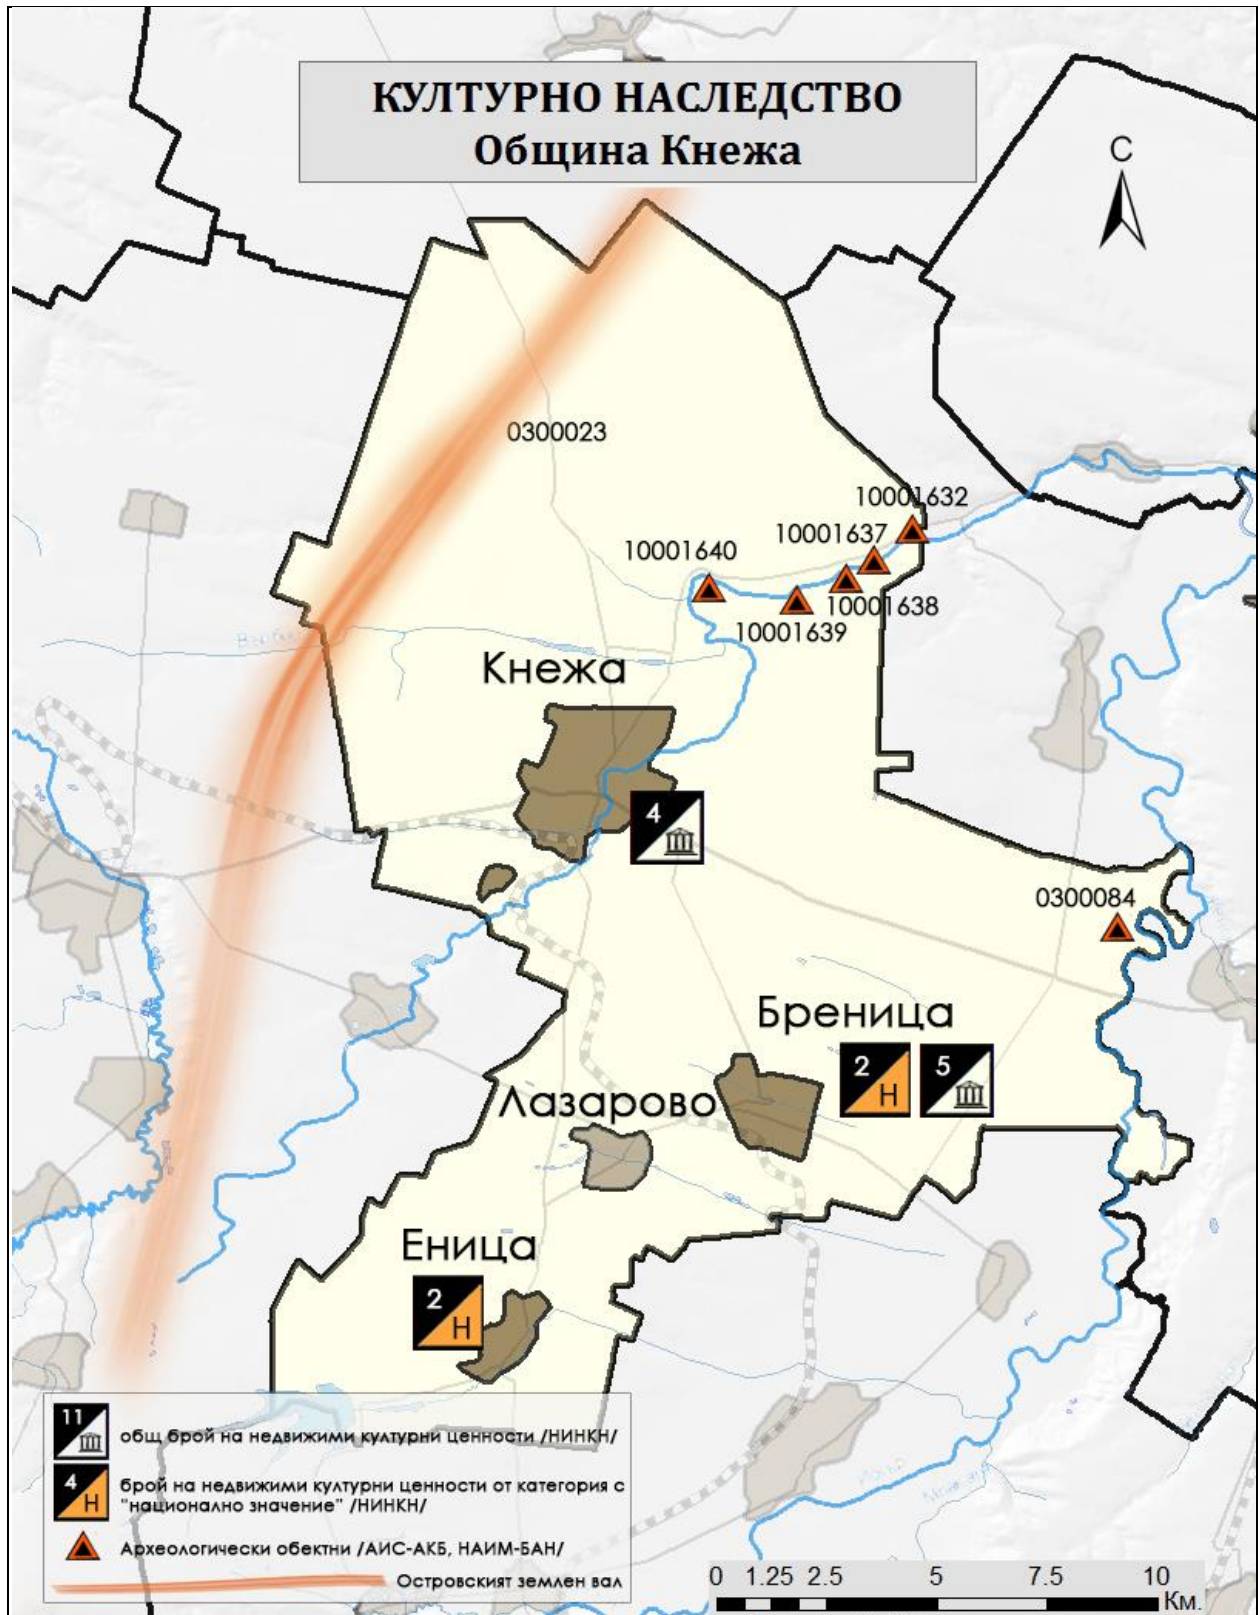 КУЛТУРНО НАСЛЕДСТВО
Община Кнежа
С
0300023
10001632
10001637
10001640
10001638
10001639
Кнежа
4
0300084
Бреница
2
Н
5
Лазарово
Еница
2
Н
11
общ брой на недвижими културни ценности /НИНКН/
4
Н
брой на недвижими културни ценности от категория с
"национално значение" /НИНКН/
Археологически обектни /АИС-АКБ, НАИМ-БАН/
Островският землен вал
0 1.25 2.5 5 7.5 10
Км.